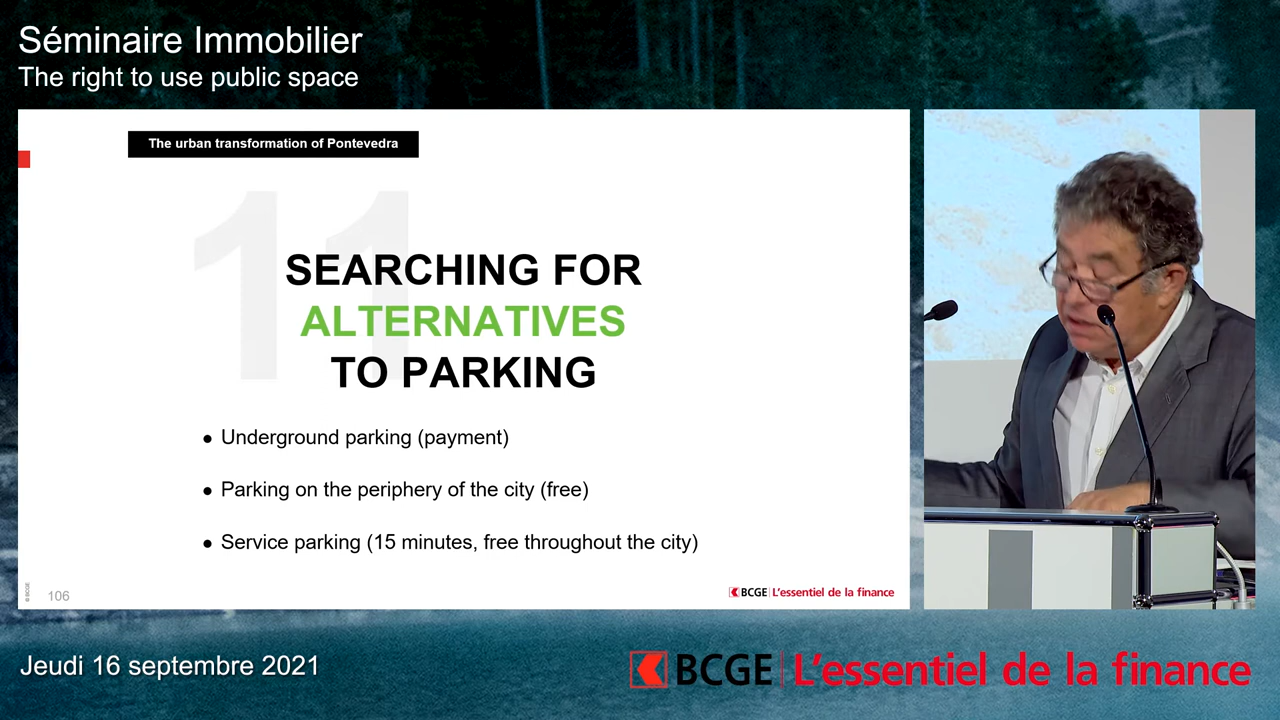 Séminaire Immobilier
The right to use public space
The urban transformation of Pontevedra
11
SEARCHING FOR
ALTERNATIVES
TO PARKING
● Underground parking (payment)
● Parking on the periphery of the city (free)
● Service parking (15 minutes, free throughout the city)
© BCGE
106
BCGE L'essentiel de la finance
Jeudi 16 septembre 2021
BCGE L'essentiel de la finance